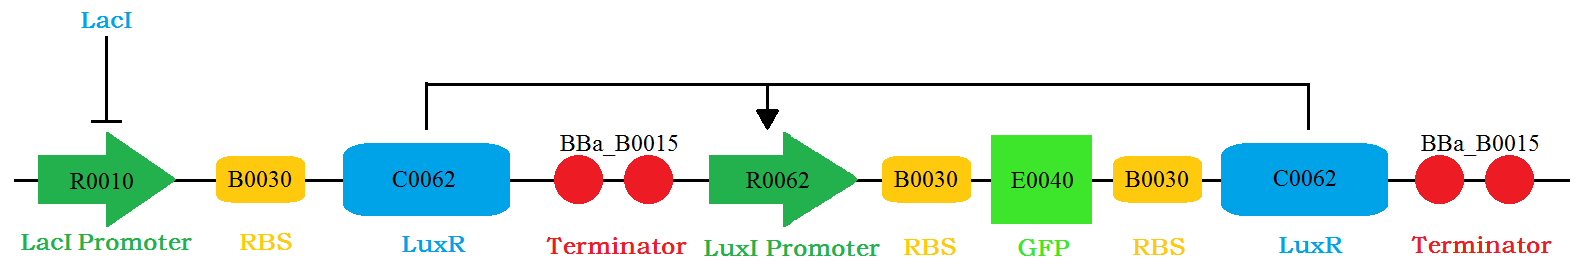 LacI
BBa_B0015
BBa_B0015
R0010
B0030
C0062
R0062
B0030
E0040
B0030
C0062
LacI Promoter
RBS
LuxR
Terminator
LuxI Promoter
RBS
GFP
RBS
LuxR
Terminator